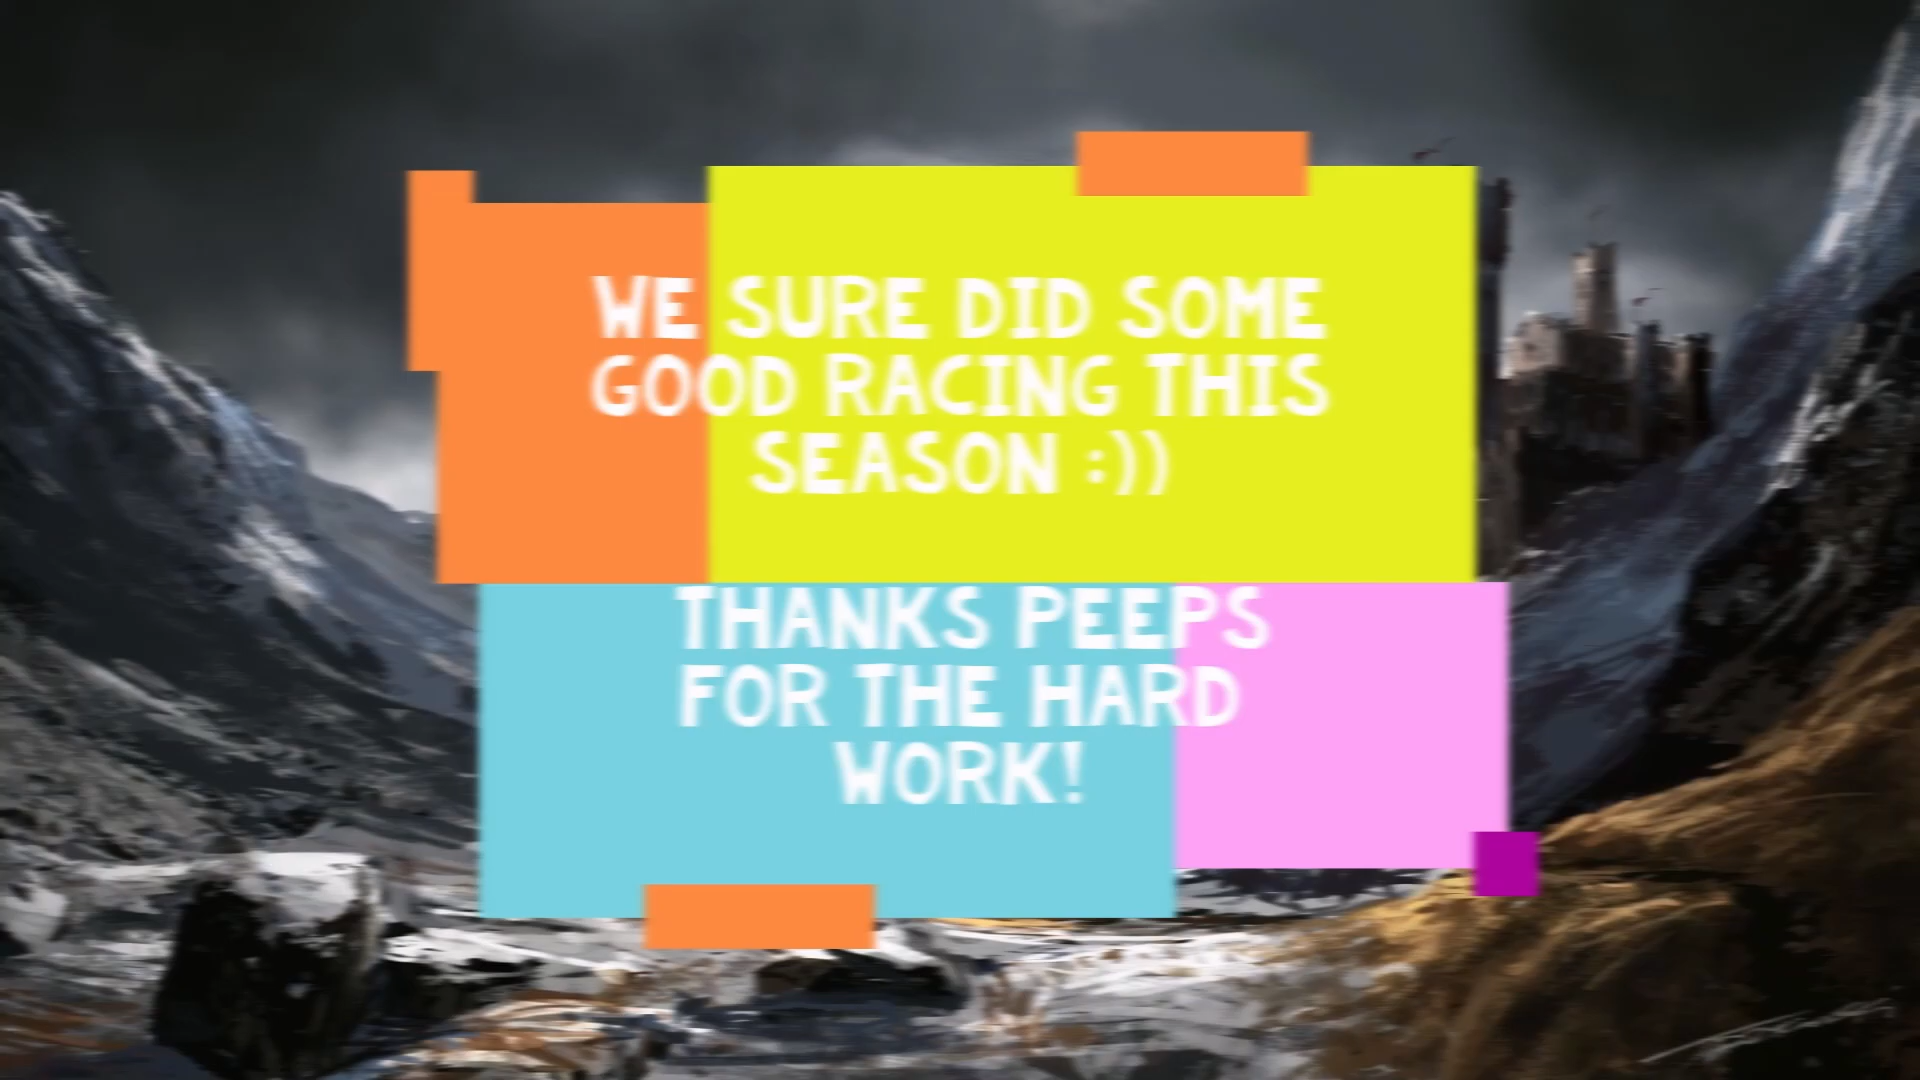 WE SURE DID SOME
GOOD RACING THIS
SEASON :))
THANKS PEEPS
FOR THE HARD
WORK!